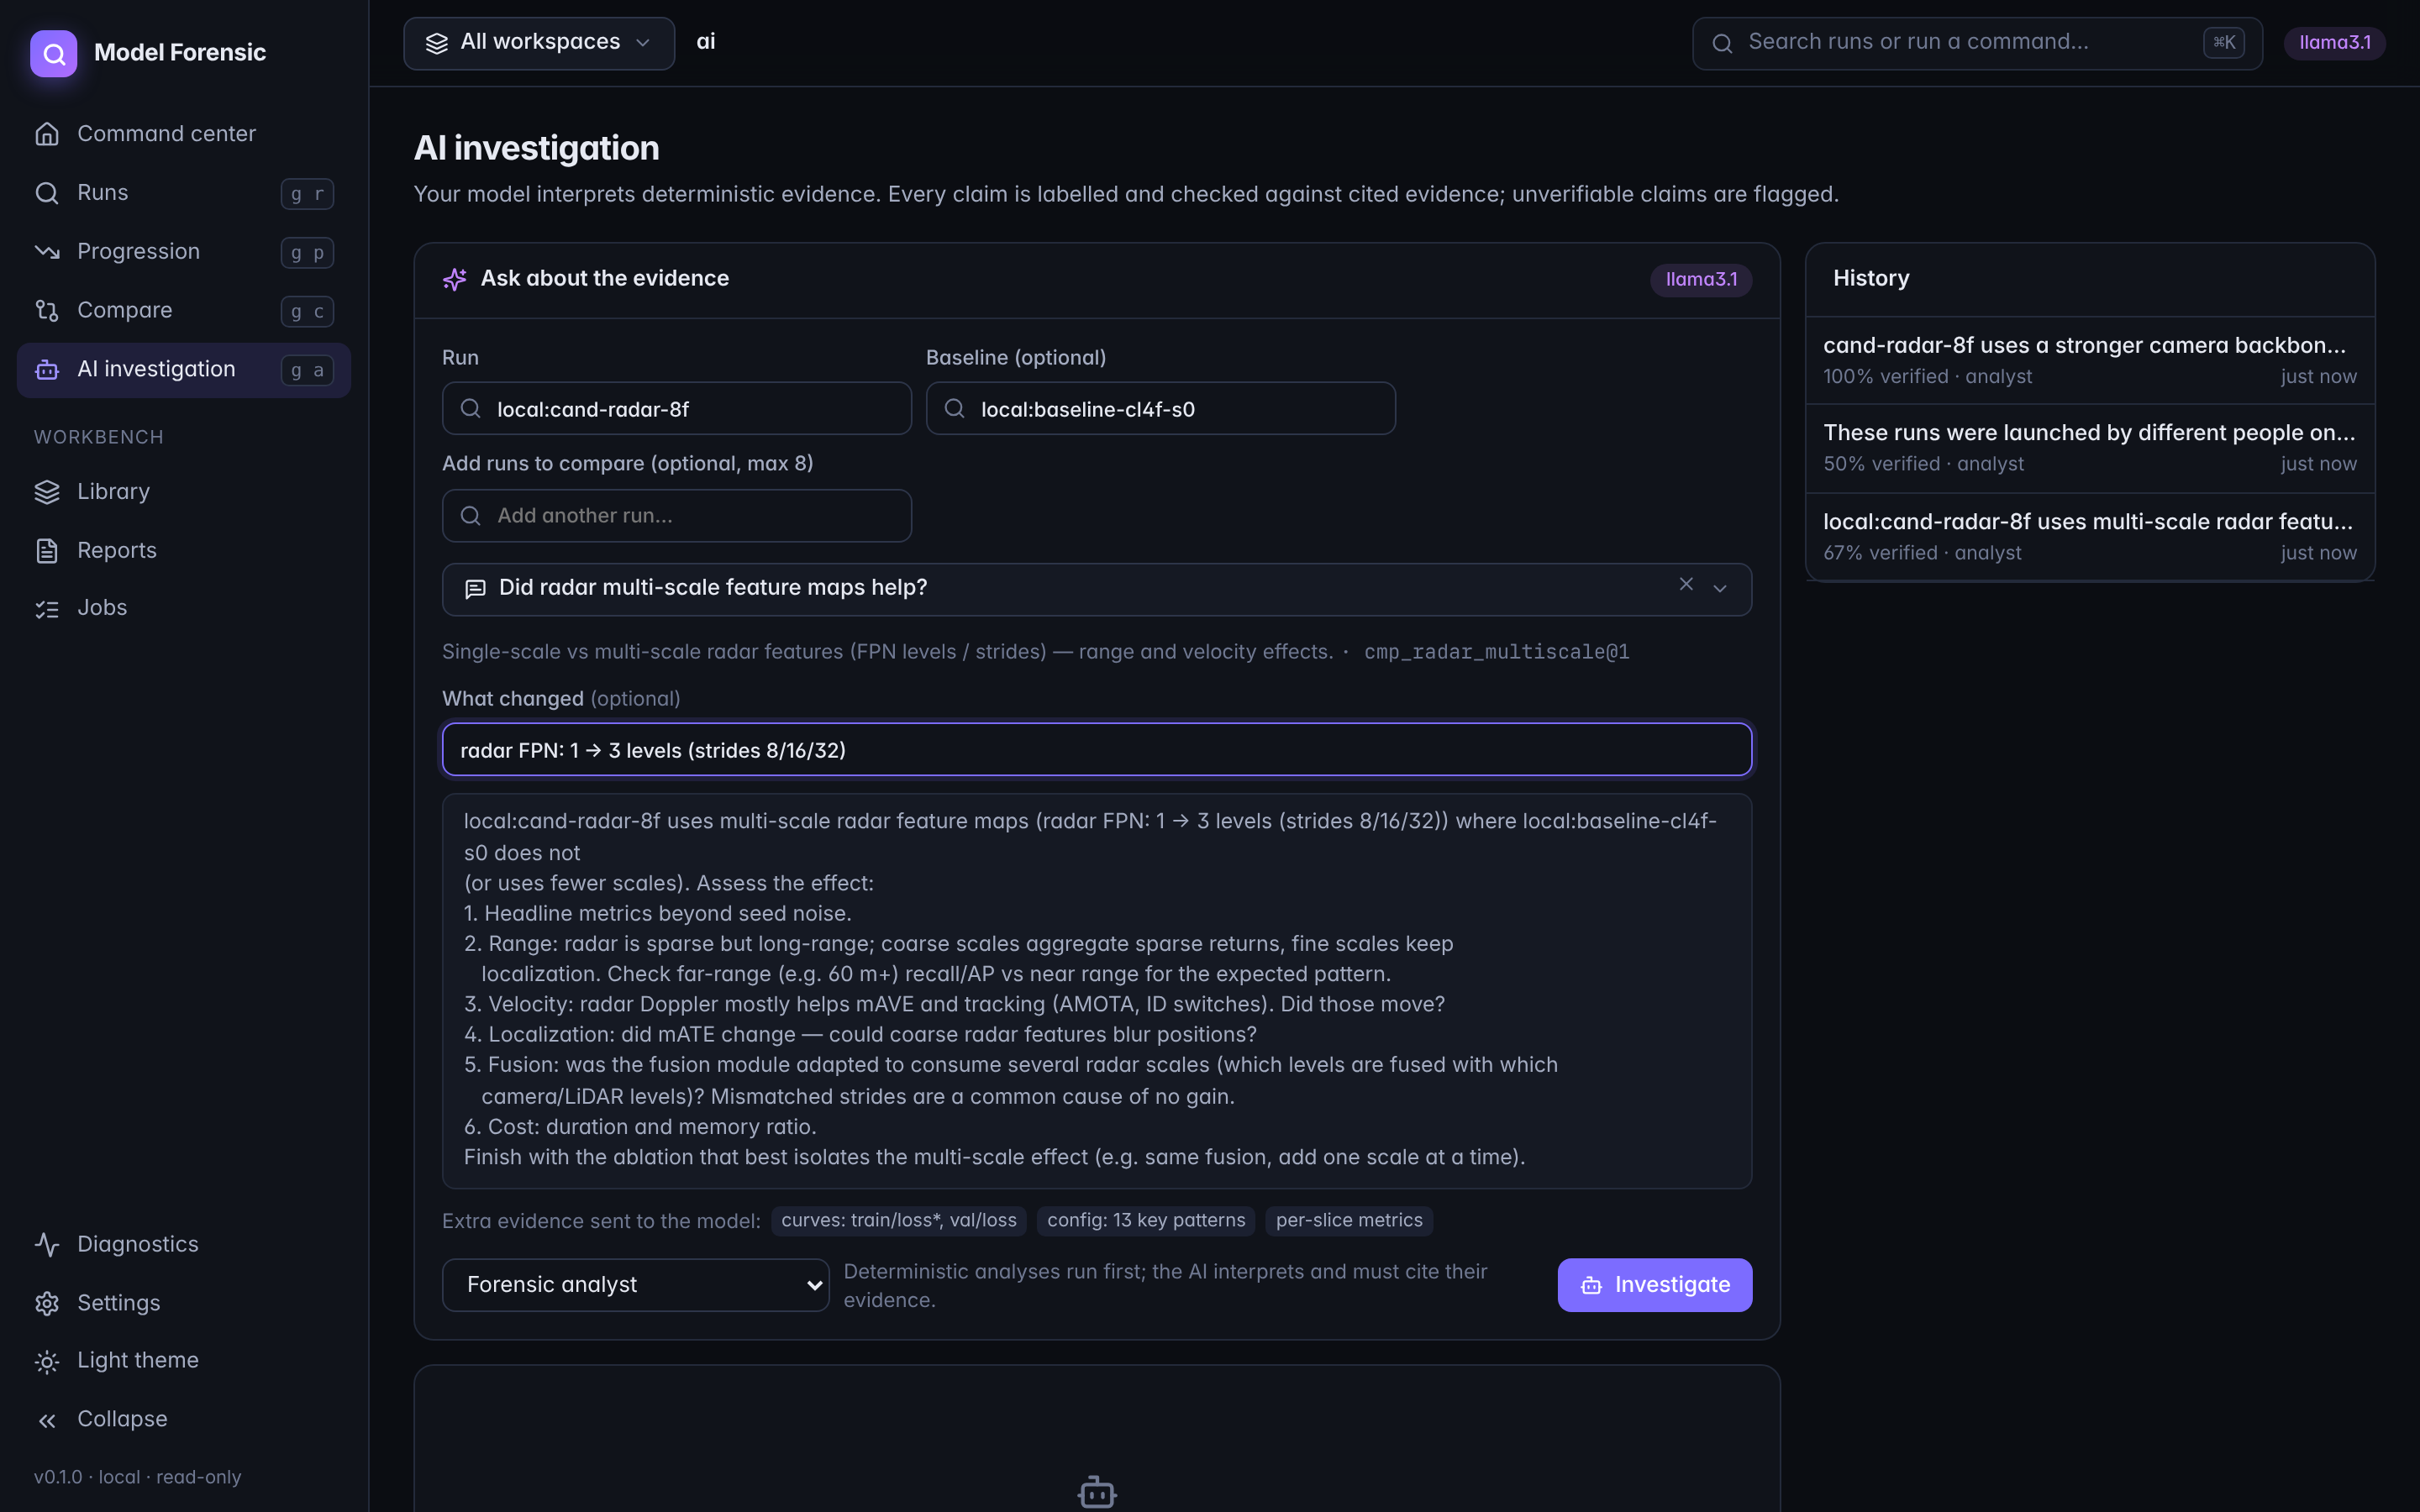 Model Forensic
Command center
Runs g r
Progression g p
Compare g c
AI investigation g a
WORKBENCH
Library
Reports
Jobs
Diagnostics
Settings
Light theme
Collapse
v0.1.0 · local · read-only
All workspaces
ai
Search runs or run a command...
⌘K
llama3.1
AI investigation
Your model interprets deterministic evidence. Every claim is labelled and checked against cited evidence; unverifiable claims are flagged.
Ask about the evidence
llama3.1
Run
Baseline (optional)
local:cand-radar-8f
local:baseline-cl4f-s0
Add runs to compare (optional, max 8)
Add another run...
Did radar multi-scale feature maps help?
Single-scale vs multi-scale radar features (FPN levels / strides) — range and velocity effects. · cmp_radar_multiscale@1
What changed (optional)
radar FPN: 1 → 3 levels (strides 8/16/32)
local:cand-radar-8f uses multi-scale radar feature maps (radar FPN: 1 → 3 levels (strides 8/16/32)) where local:baseline-cl4f-
s0 does not
(or uses fewer scales). Assess the effect:
1. Headline metrics beyond seed noise.
2. Range: radar is sparse but long-range; coarse scales aggregate sparse returns, fine scales keep
localization. Check far-range (e.g. 60 m+) recall/AP vs near range for the expected pattern.
3. Velocity: radar Doppler mostly helps mAVE and tracking (AMOTA, ID switches). Did those move?
4. Localization: did mATE change — could coarse radar features blur positions?
5. Fusion: was the fusion module adapted to consume several radar scales (which levels are fused with which
camera/LiDAR levels)? Mismatched strides are a common cause of no gain.
6. Cost: duration and memory ratio.
Finish with the ablation that best isolates the multi-scale effect (e.g. same fusion, add one scale at a time).
Extra evidence sent to the model: curves: train/loss*, val/loss config: 13 key patterns per-slice metrics
Forensic analyst
Deterministic analyses run first; the AI interprets and must cite their
evidence.
Investigate
History
cand-radar-8f uses a stronger camera backbon...
100% verified · analyst just now
These runs were launched by different people on...
50% verified · analyst just now
local:cand-radar-8f uses multi-scale radar featu...
67% verified · analyst just now